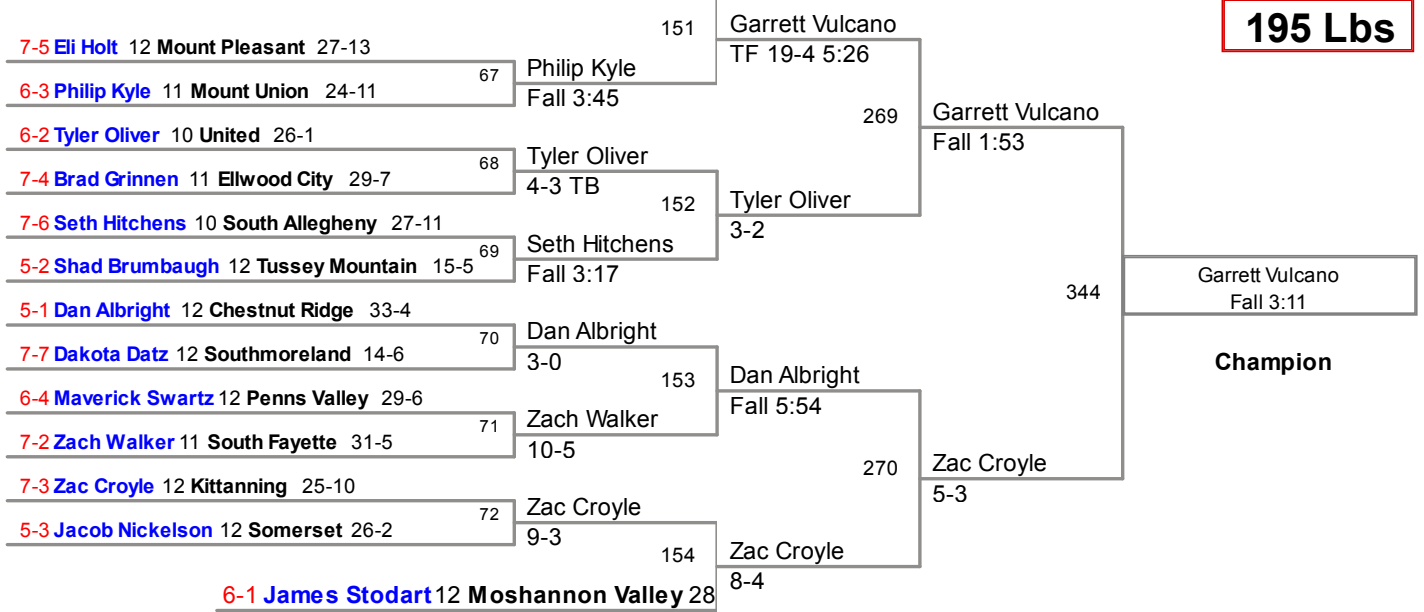 195 Lbs
151
Garrett Vulcano
TF 19-4 5:26
7-5 Eli Holt 12 Mount Pleasant 27-13
67
Philip Kyle
Fall 3:45
6-3 Philip Kyle 11 Mount Union 24-11
269
Garrett Vulcano
Fall 1:53
6-2 Tyler Oliver 10 United 26-1
68
Tyler Oliver
4-3 TB
7-4 Brad Grinnen 11 Ellwood City 29-7
152
Tyler Oliver
3-2
7-6 Seth Hitchens 10 South Allegheny 27-11
69
Seth Hitchens
Fall 3:17
5-2 Shad Brumbaugh 12 Tussey Mountain 15-5
344
Garrett Vulcano
Fall 3:11
Champion
5-1 Dan Albright 12 Chestnut Ridge 33-4
70
Dan Albright
3-0
7-7 Dakota Datz 12 Southmoreland 14-6
153
Dan Albright
Fall 5:54
6-4 Maverick Swartz 12 Penns Valley 29-6
71
Zach Walker
10-5
7-2 Zach Walker 11 South Fayette 31-5
270
Zac Croyle
5-3
7-3 Zac Croyle 12 Kittanning 25-10
72
Zac Croyle
9-3
5-3 Jacob Nickelson 12 Somerset 26-2
154
Zac Croyle
8-4
6-1 James Stodart 12 Moshannon Valley 28